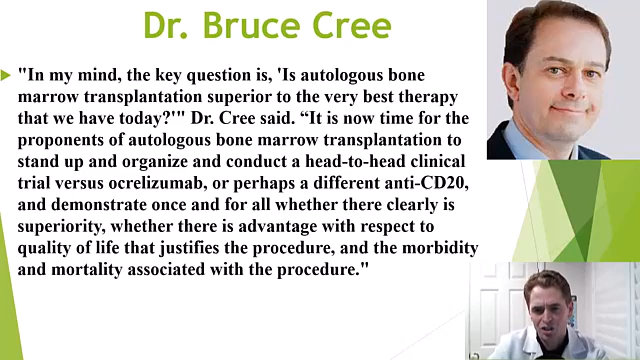 Dr. Bruce Cree
"In my mind, the key question is, 'Is autologous bone
marrow transplantation superior to the very best therapy
that we have today?'" Dr. Cree said. “It is now time for the
proponents of autologous bone marrow transplantation to
stand up and organize and conduct a head-to-head clinical
trial versus ocrelizumab, or perhaps a different anti-CD20,
and demonstrate once and for all whether there clearly is
superiority, whether there is advantage with respect to
quality of life that justifies the procedure, and the morbidity
and mortality associated with the procedure."